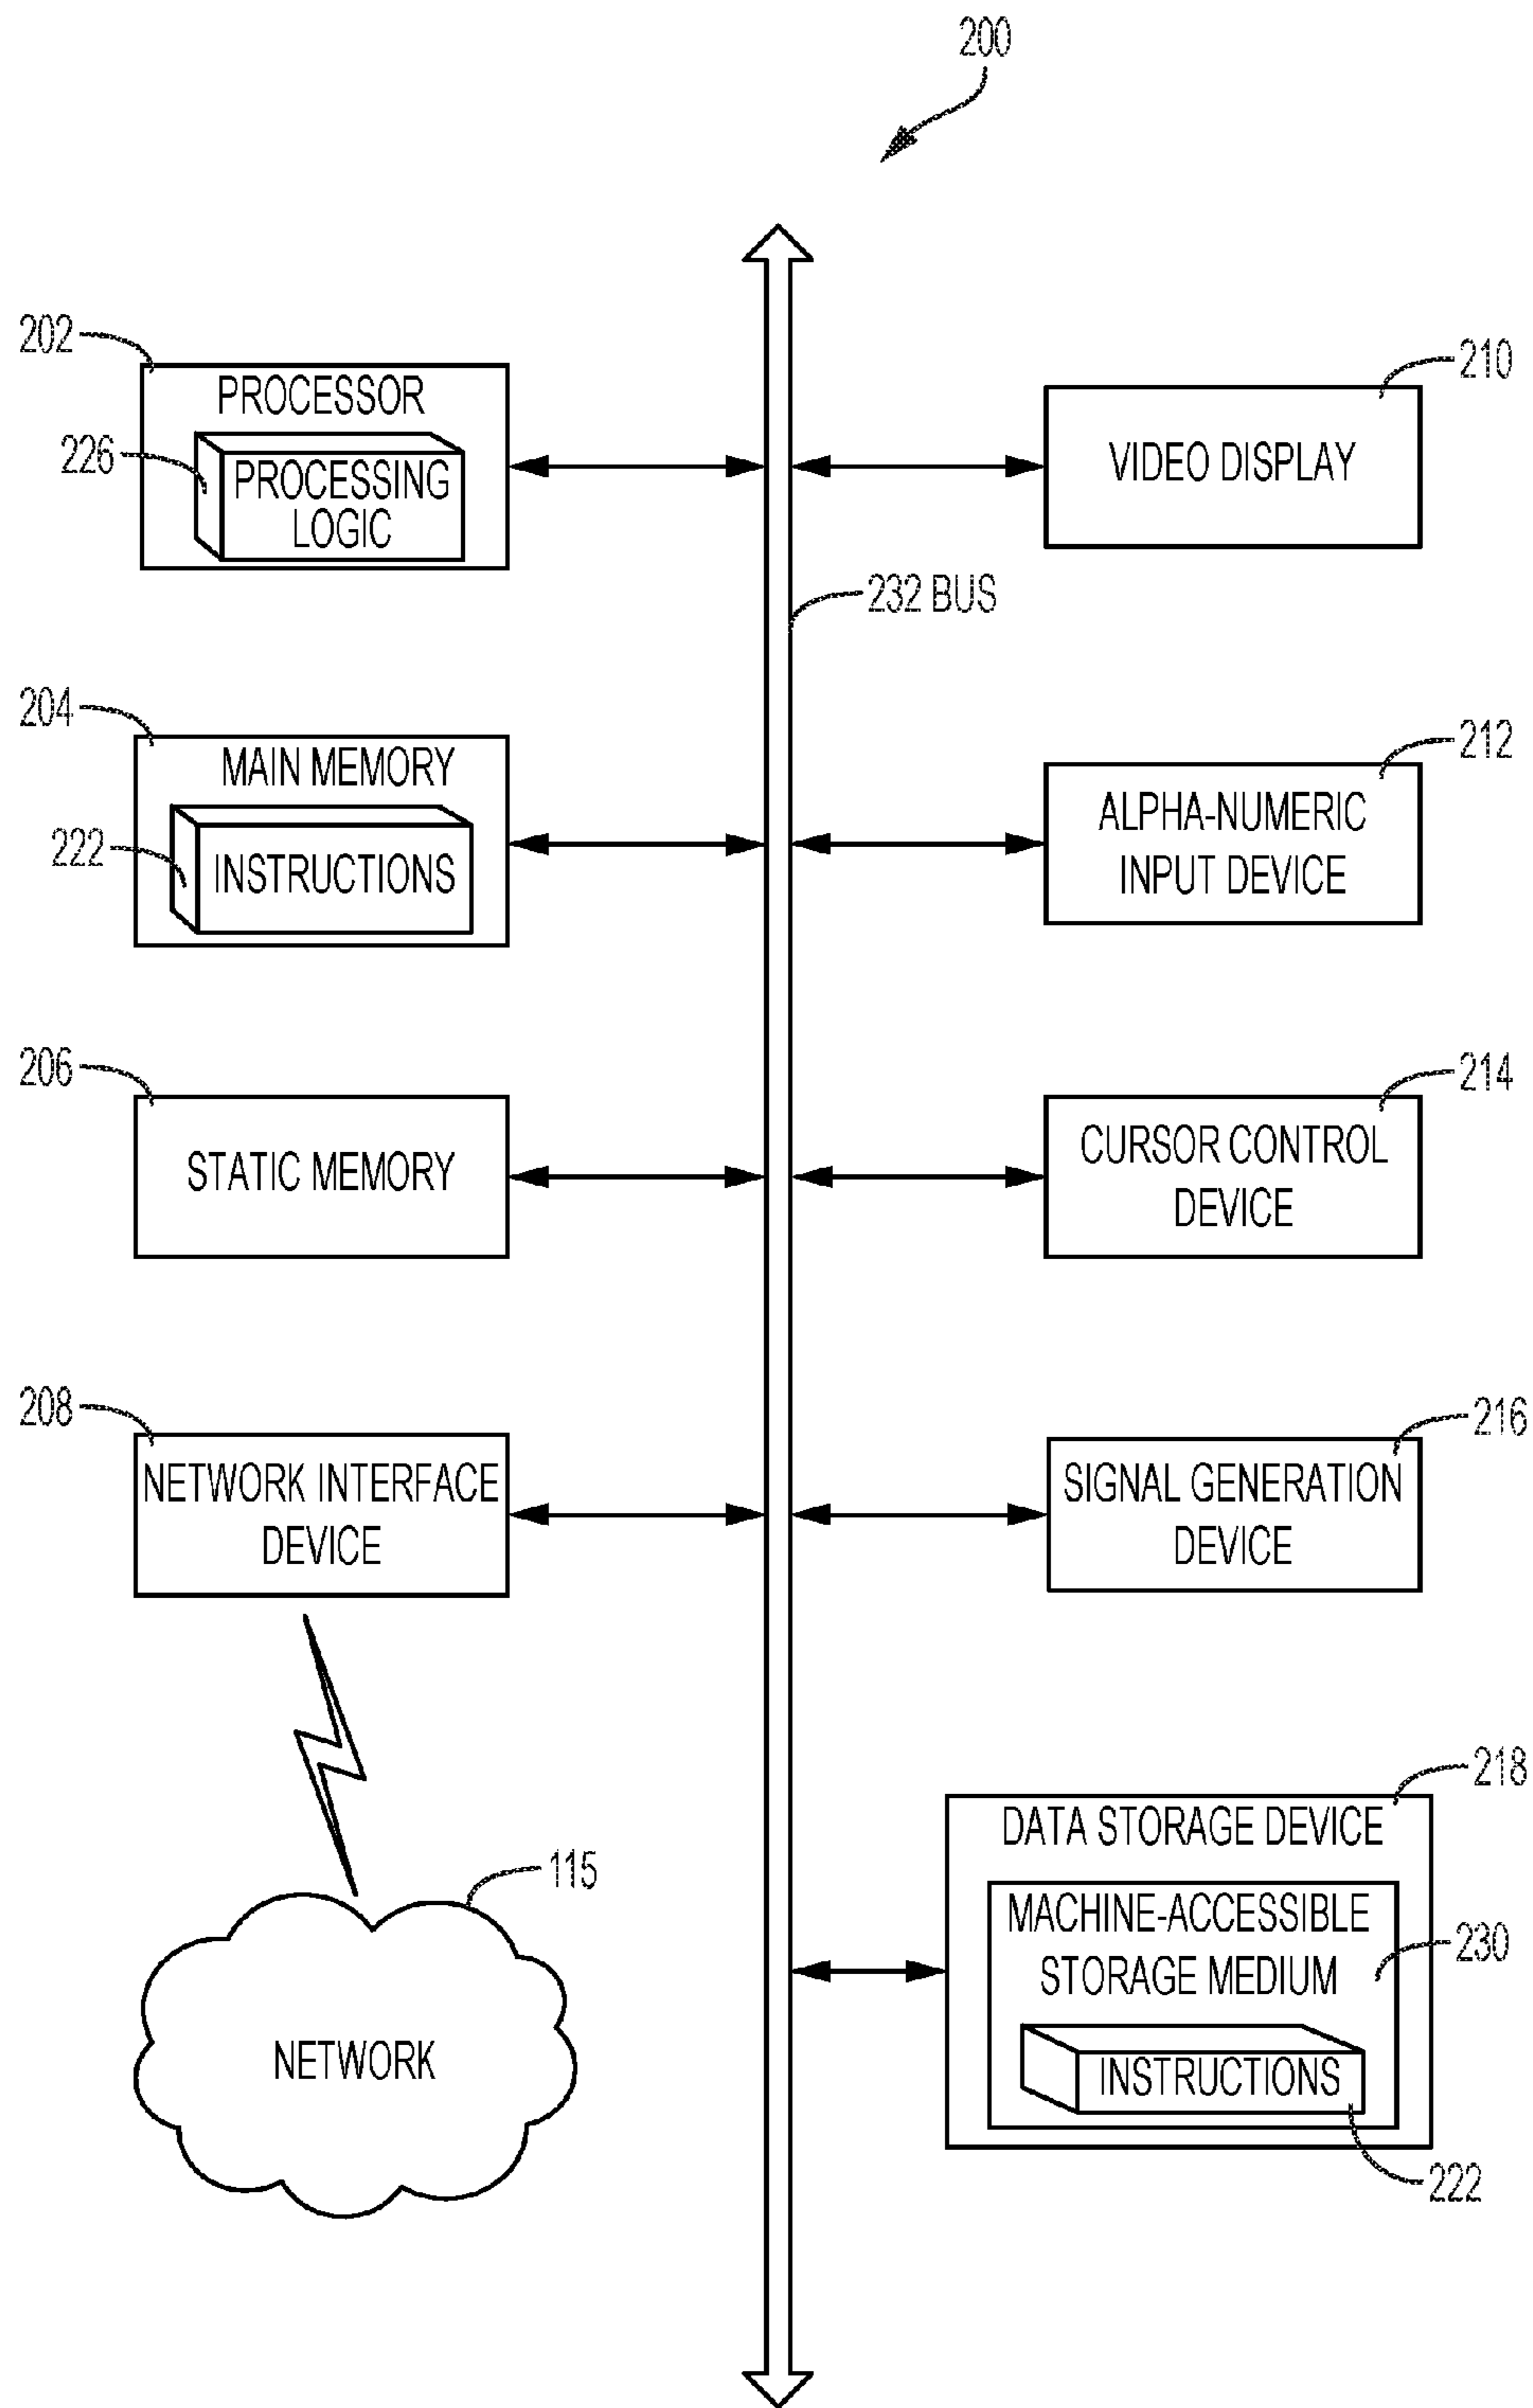 200
202
PROCESSOR
226
PROCESSING
LOGIC
210
VIDEO DISPLAY
232 BUS
204
MAIN MEMORY
222
INSTRUCTIONS
212
ALPHA-NUMERIC
INPUT DEVICE
206
STATIC MEMORY
214
CURSOR CONTROL
DEVICE
208
NETWORK INTERFACE
DEVICE
216
SIGNAL GENERATION
DEVICE
115
NETWORK
218
DATA STORAGE DEVICE
MACHINE-ACCESSIBLE
STORAGE MEDIUM
230
INSTRUCTIONS
222